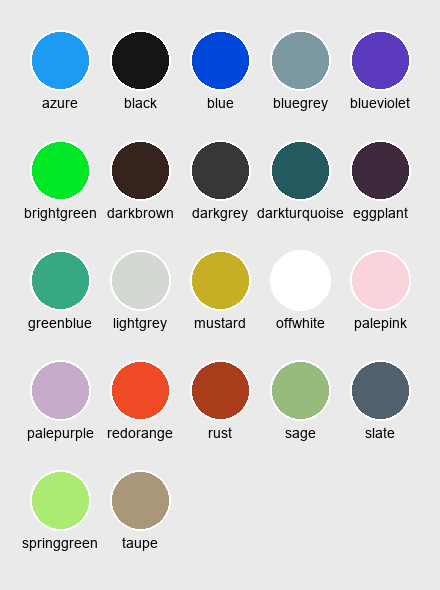 azure black blue bluegrey blueviolet
brightgreen darkbrown darkgrey darkturquoise eggplant
greenblue lightgrey mustard offwhite palepink
palepurple redorange rust sage slate
springgreen taupe